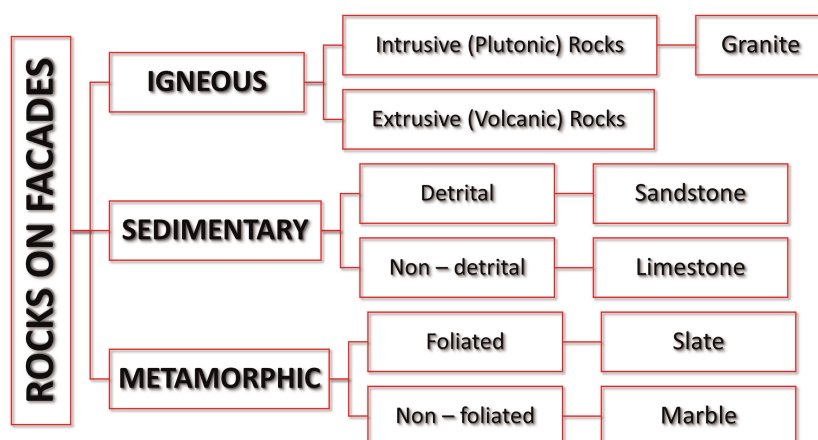 ROCKS ON FACADES
IGNEOUS
Intrusive (Plutonic) Rocks
Granite
Extrusive (Volcanic) Rocks
SEDIMENTARY
Detrital
Sandstone
Non – detrital
Limestone
METAMORPHIC
Foliated
Slate
Non – foliated
Marble